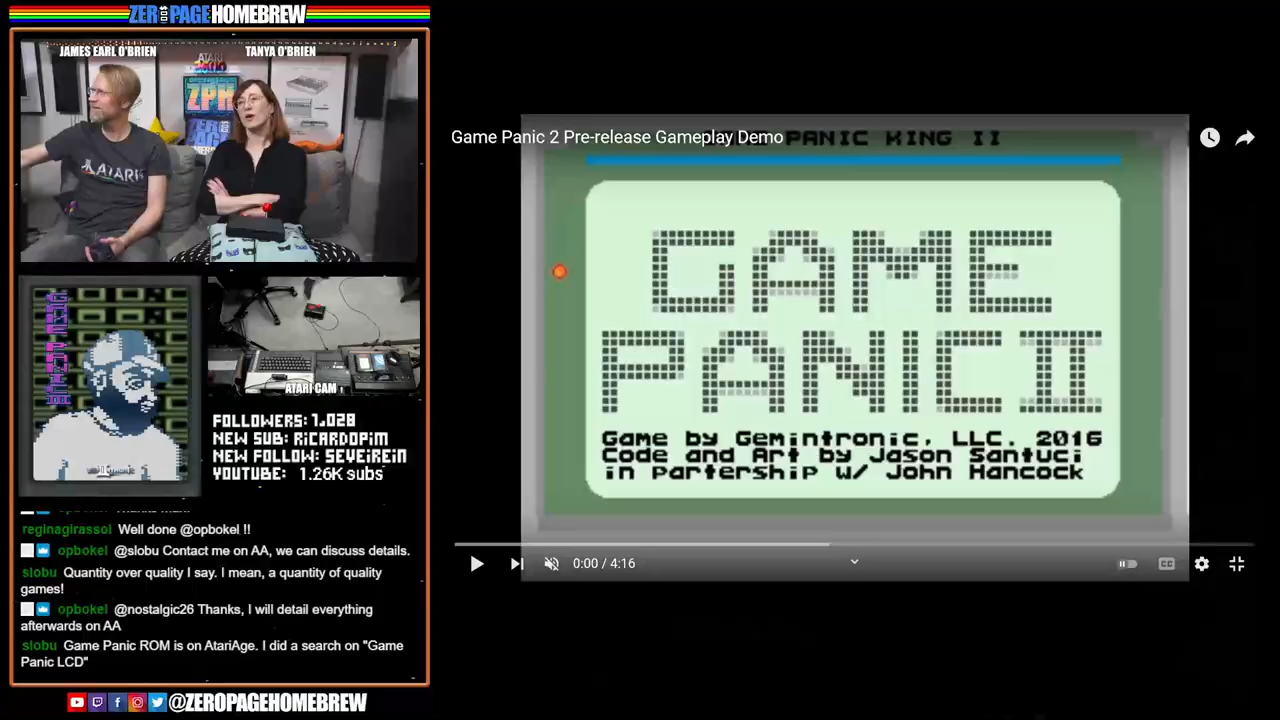 ZERO PAGE HOMEBREW
JAMES EARL O'BRIEN
TANYA O'BRIEN
ATARI
ZPH
ATARI
ATARI CAM
FOLLOWERS: 1,028
NEW SUB: RICARDOPIM
NEW FOLLOW: SEVEIREIN
YOUTUBE: 1.26K subs
reginagirassol Well done @opbokel !!
opbokel @slobu Contact me on AA, we can discuss details.
slobu Quantity over quality I say. I mean, a quantity of quality
games!
opbokel @nostalgic26 Thanks, I will detail everything
afterwards on AA
slobu Game Panic ROM is on AtariAge. I did a search on "Game
Panic LCD"
@ZEROPAGEHOMEBREW
Game Panic 2 Pre-release Gameplay Demo
PANIC KING II
GAME
PANIC II
Game by Gemintronic, LLC. 2016
Code and Art by Jason Santuci
in Partership w/ John Hancock
0:00 / 4:16
CC